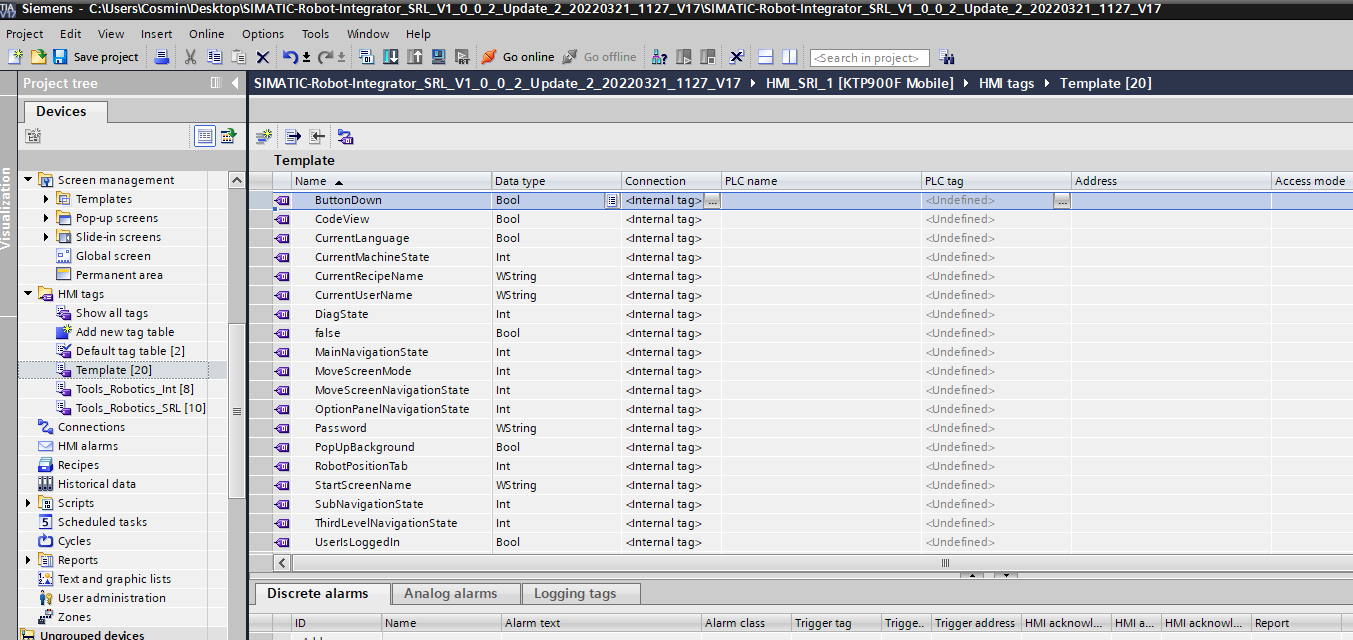 TIA V17 Siemens - C:\Users\Cosmin\Desktop\SIMATIC-Robot-Integrator_SRL_V1_0_0_2_Update_2_20220321_1127_V17\SIMATIC-Robot-Integrator_SRL_V1_0_0_2_Update_2_20220321_1127_V17
Project Edit View Insert Online Options Tools Window Help
Save project Go online Go offline <Search in project>
Project tree
SIMATIC-Robot-Integrator_SRL_V1_0_0_2_Update_2_20220321_1127_V17 HMI_SRL_1 [KTP900F Mobile] HMI tags Template [20]
Devices
Visualization
Screen management
Templates
Pop-up screens
Slide-in screens
Global screen
Permanent area
HMI tags
Show all tags
Add new tag table
Default tag table [2]
Template [20]
Tools_Robotics_Int [8]
Tools_Robotics_SRL [10]
Connections
HMI alarms
Recipes
Historical data
Scripts
Scheduled tasks
Cycles
Reports
Text and graphic lists
User administration
Zones
Ungrouped devices
Template
Name Data type Connection PLC name PLC tag Address Access mode
ButtonDown Bool <Internal tag> ... <Undefined> ...
CodeView Bool <Internal tag> <Undefined>
CurrentLanguage Bool <Internal tag> <Undefined>
CurrentMachineState Int <Internal tag> <Undefined>
CurrentRecipeName WString <Internal tag> <Undefined>
CurrentUserName WString <Internal tag> <Undefined>
DiagState Int <Internal tag> <Undefined>
false Bool <Internal tag> <Undefined>
MainNavigationState Int <Internal tag> <Undefined>
MoveScreenMode Int <Internal tag> <Undefined>
MoveScreenNavigationState Int <Internal tag> <Undefined>
OptionPanelNavigationState Int <Internal tag> <Undefined>
Password WString <Internal tag> <Undefined>
PopUpBackground Bool <Internal tag> <Undefined>
RobotPositionTab Int <Internal tag> <Undefined>
StartScreenName WString <Internal tag> <Undefined>
SubNavigationState Int <Internal tag> <Undefined>
ThirdLevelNavigationState Int <Internal tag> <Undefined>
UserIsLoggedIn Bool <Internal tag> <Undefined>
Discrete alarms Analog alarms Logging tags
ID Name Alarm text Alarm class Trigger tag Trigge.. Trigger address HMI acknowl... HMI a... HMI acknowl... Report